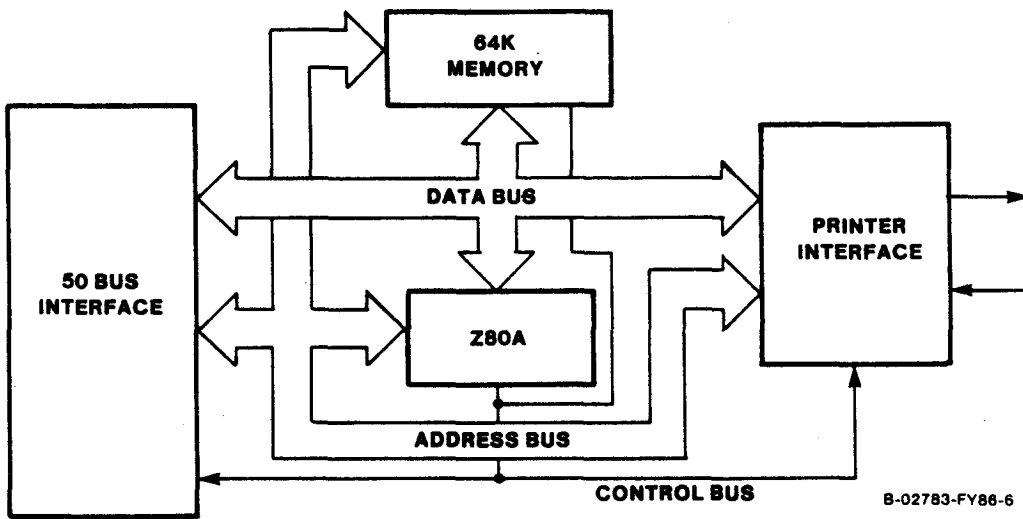 64K
MEMORY
DATA BUS
PRINTER
INTERFACE
50 BUS
INTERFACE
Z80A
ADDRESS BUS
CONTROL BUS
B-02783-FY86-6